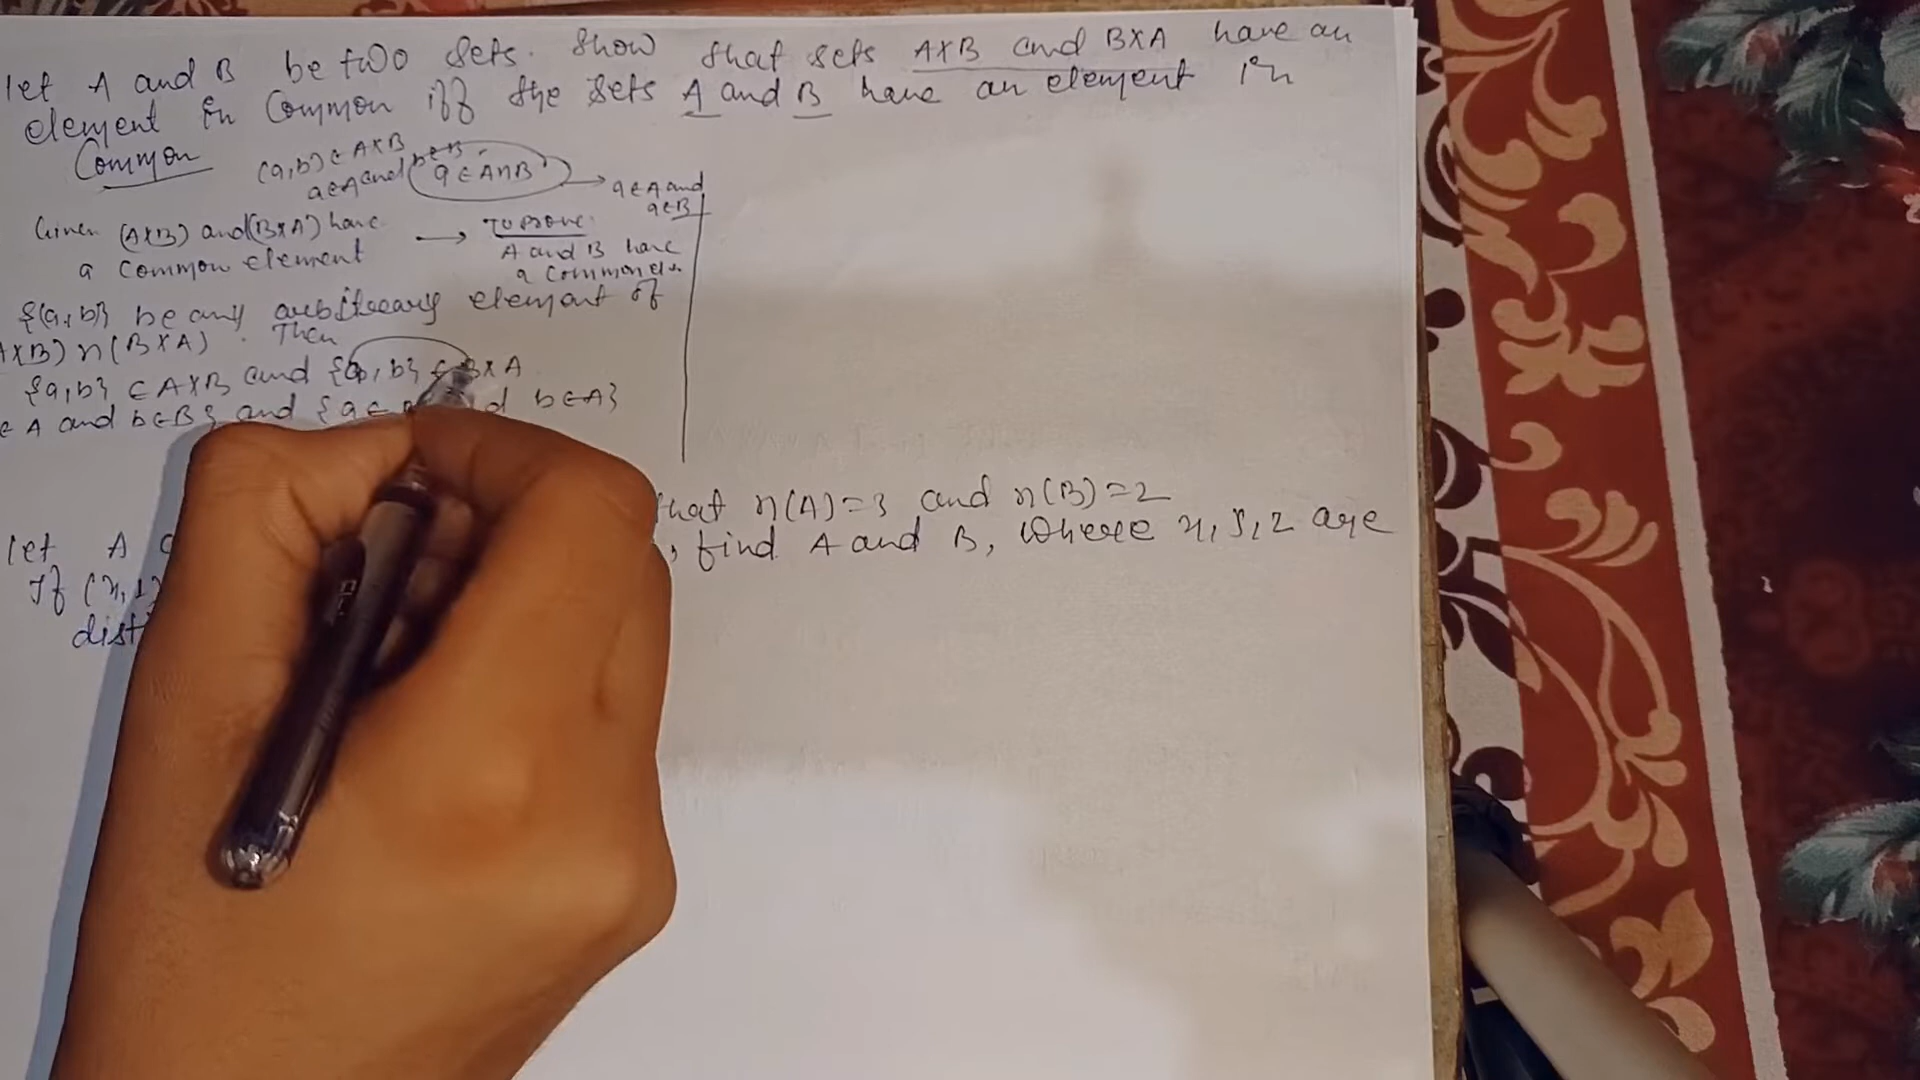 let A and B be two sets. Show that sets A×B and B×A have an
element in Common iff the sets A and B have an element in
Common
(a,b) ∈ A×B
a∈A and b∈B.
a ∈ A∩B → a∈A and
a∈B
Given (A×B) and (B×A) have
a common element → To prove
A and B have
a common ele
{(a,b)} be any arbitrary element of
A×B) ∩ (B×A). Then
{a,b} ∈ A×B and {a,b} ∈ B×A
∈ A and b∈B} and {a∈ b∈A}
that n(A)=3 and n(B)=2
let A
If (x,1) , find A and B, where x,y,z are
dist